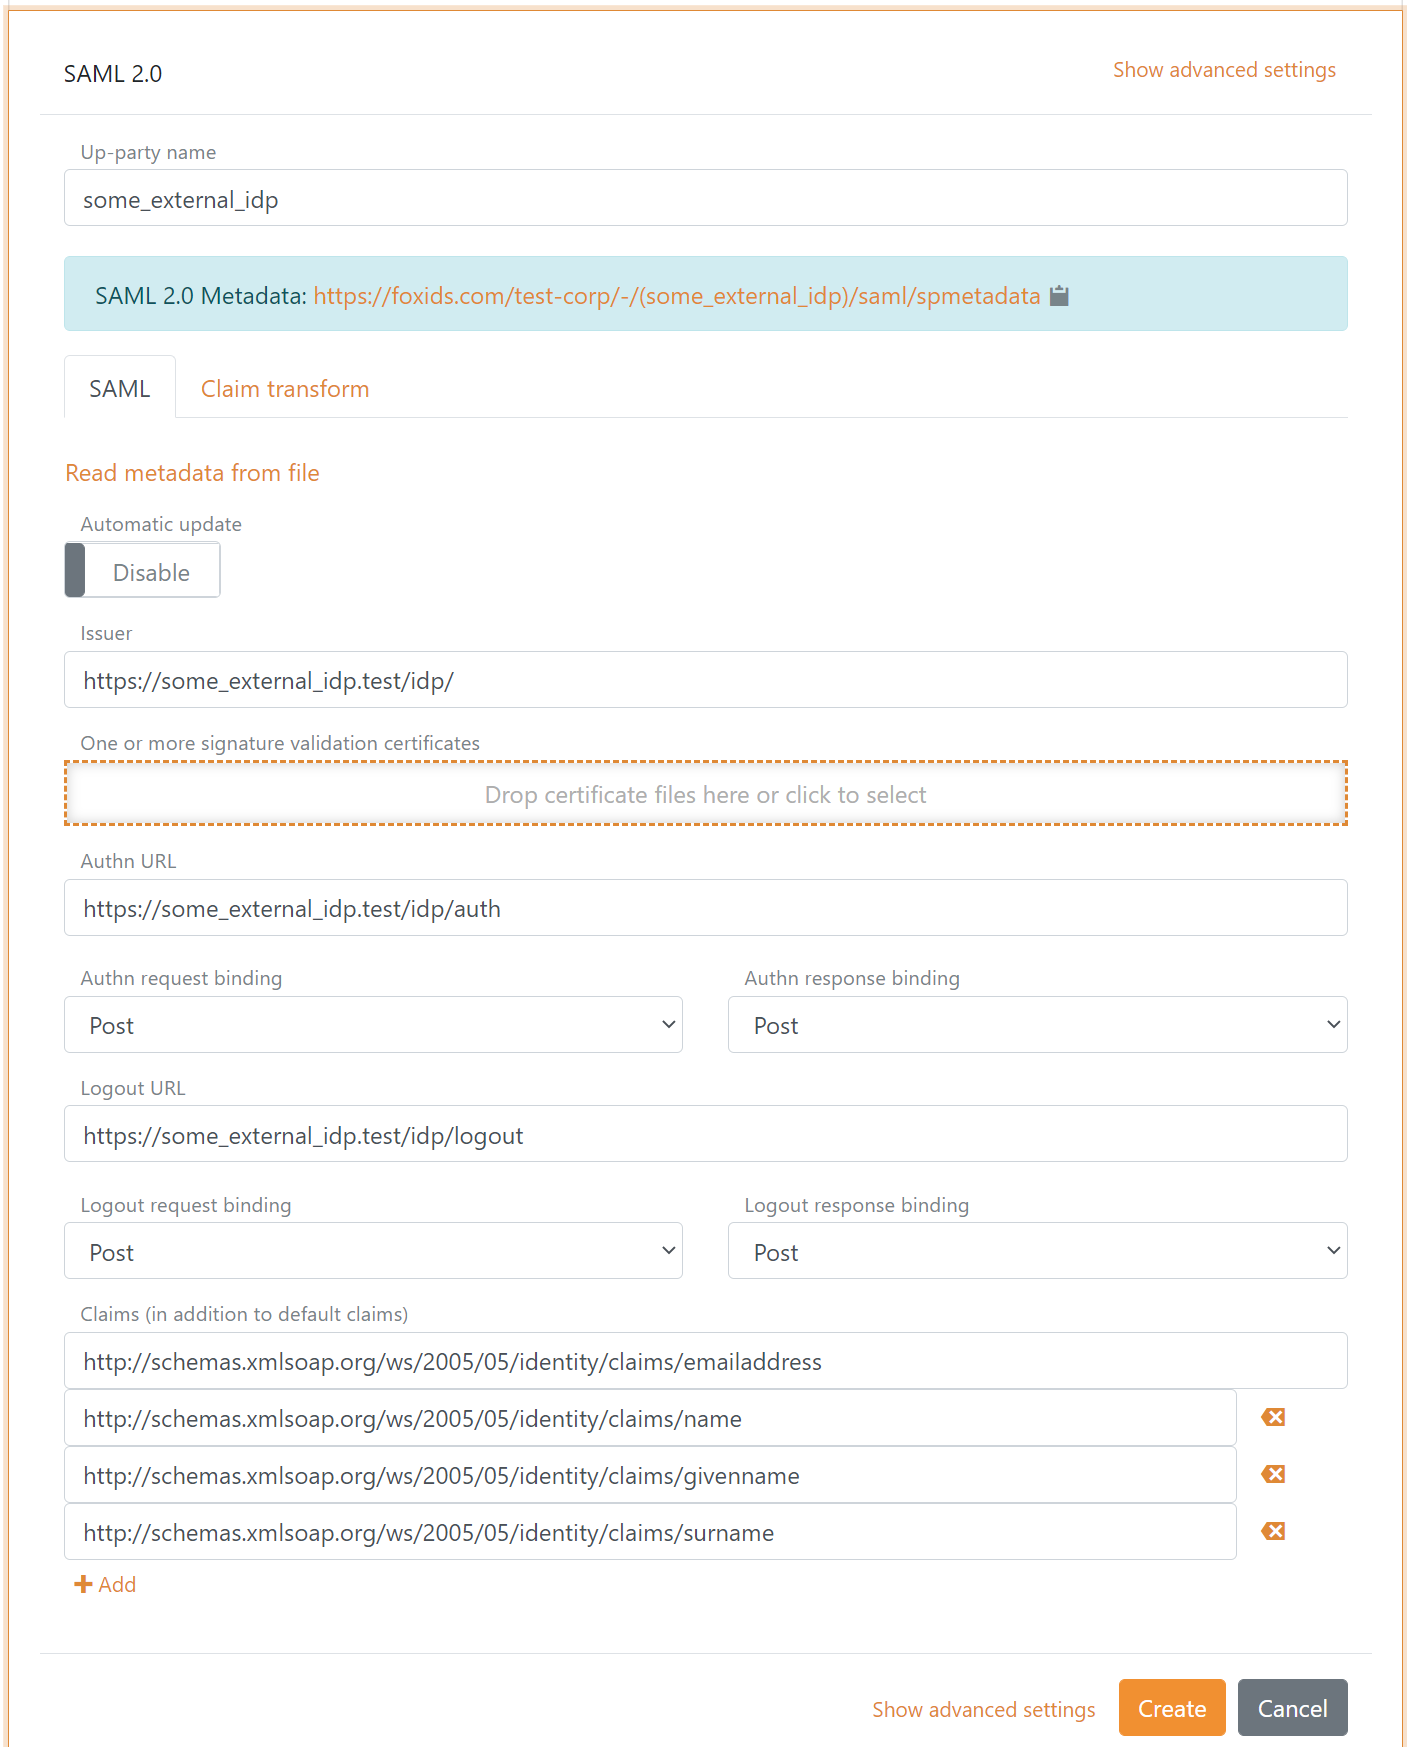 SAML 2.0
Show advanced settings
Up-party name
some_external_idp
SAML 2.0 Metadata: https://foxids.com/test-corp/-/(some_external_idp)/saml/spmetadata
SAML
Claim transform
Read metadata from file
Automatic update
Disable
Issuer
https://some_external_idp.test/idp/
One or more signature validation certificates
Drop certificate files here or click to select
Authn URL
https://some_external_idp.test/idp/auth
Authn request binding
Authn response binding
Post
Post
Logout URL
https://some_external_idp.test/idp/logout
Logout request binding
Logout response binding
Post
Post
Claims (in addition to default claims)
http://schemas.xmlsoap.org/ws/2005/05/identity/claims/emailaddress
http://schemas.xmlsoap.org/ws/2005/05/identity/claims/name
http://schemas.xmlsoap.org/ws/2005/05/identity/claims/givenname
http://schemas.xmlsoap.org/ws/2005/05/identity/claims/surname
Add
Show advanced settings
Create
Cancel